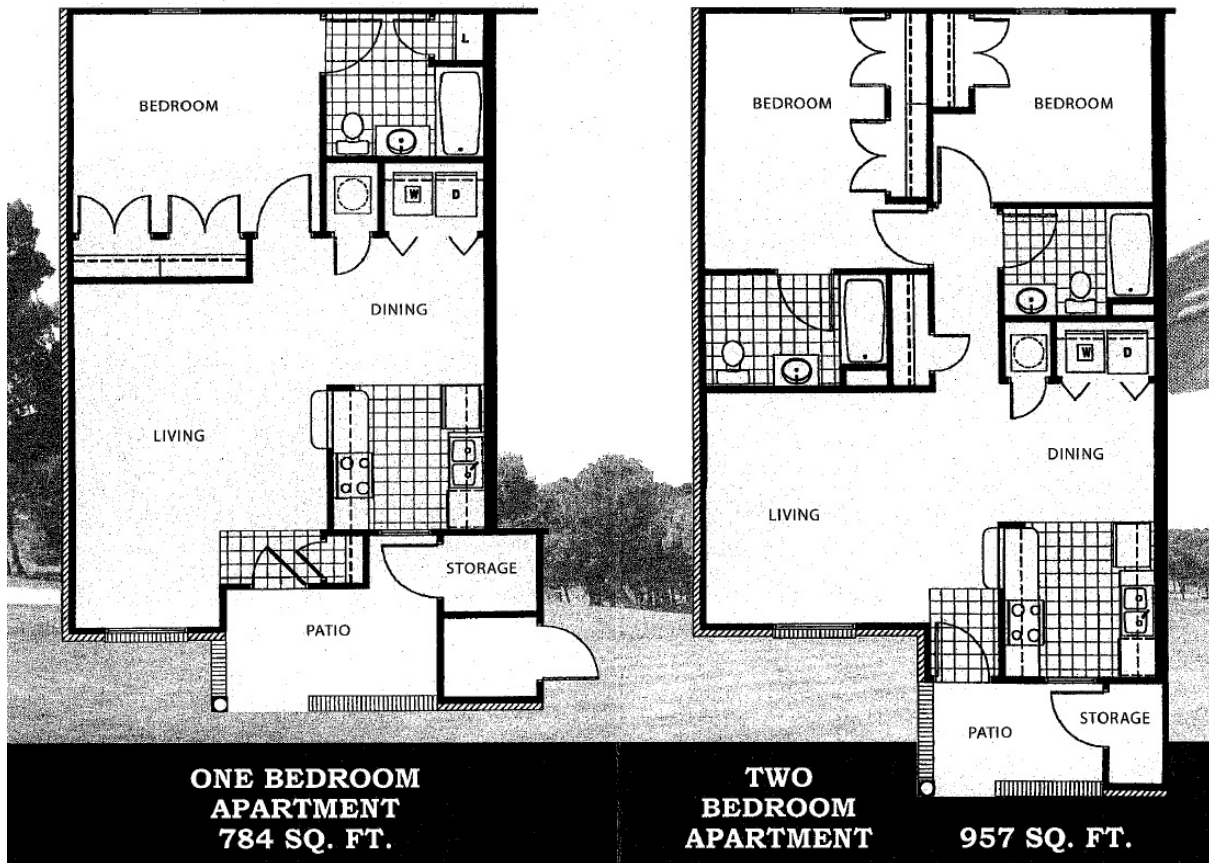 BEDROOM
L
W
D
DINING
LIVING
STORAGE
PATIO
ONE BEDROOM
APARTMENT
784 SQ. FT.
BEDROOM
BEDROOM
W
D
DINING
LIVING
STORAGE
PATIO
TWO
BEDROOM
APARTMENT
957 SQ. FT.